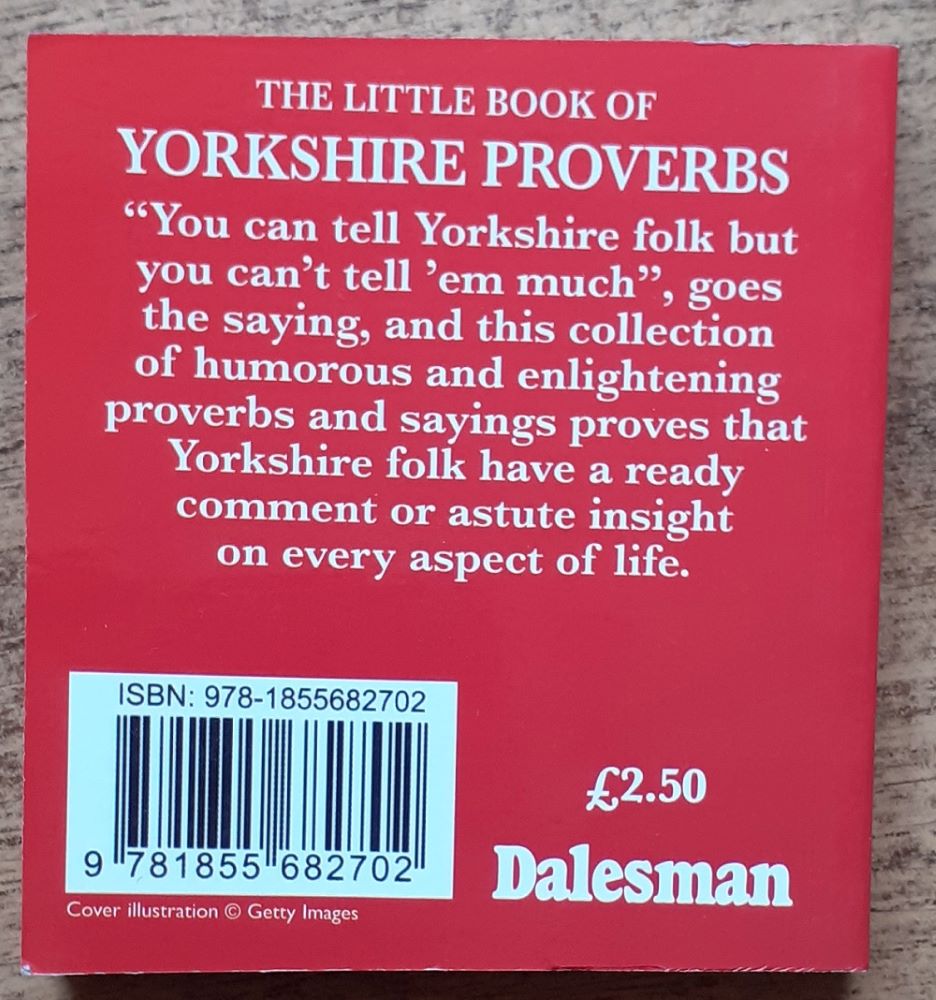 THE LITTLE BOOK OF
YORKSHIRE PROVERBS
“You can tell Yorkshire folk but
you can’t tell ’em much”, goes
the saying, and this collection
of humorous and enlightening
proverbs and sayings proves that
Yorkshire folk have a ready
comment or astute insight
on every aspect of life.
ISBN: 978-1855682702
9 781855 682702
£2.50
Dalesman
Cover illustration © Getty Images